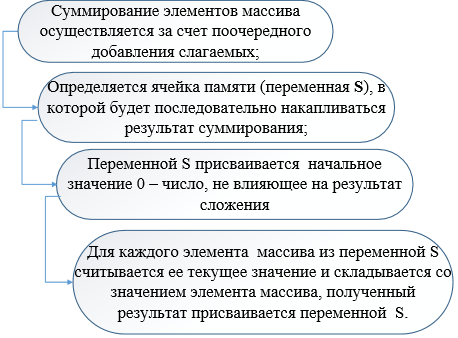 Суммирование элементов массива
осуществляется за счет поочередного
добавления слагаемых;
Определяется ячейка памяти (переменная S), в
которой будет последовательно накапливаться
результат суммирования;
Переменной S присваивается начальное
значение 0 – число, не влияющее на результат
сложения
Для каждого элемента массива из переменной S
считывается ее текущее значение и складывается со
значением элемента массива, полученный
результат присваивается переменной S.